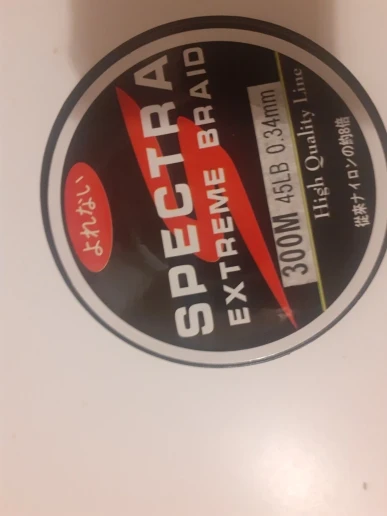 よれない
SPECTRA
EXTREME BRAID
300M 45LB 0.34mm
High Quality Line
従来ナイロンの約8倍